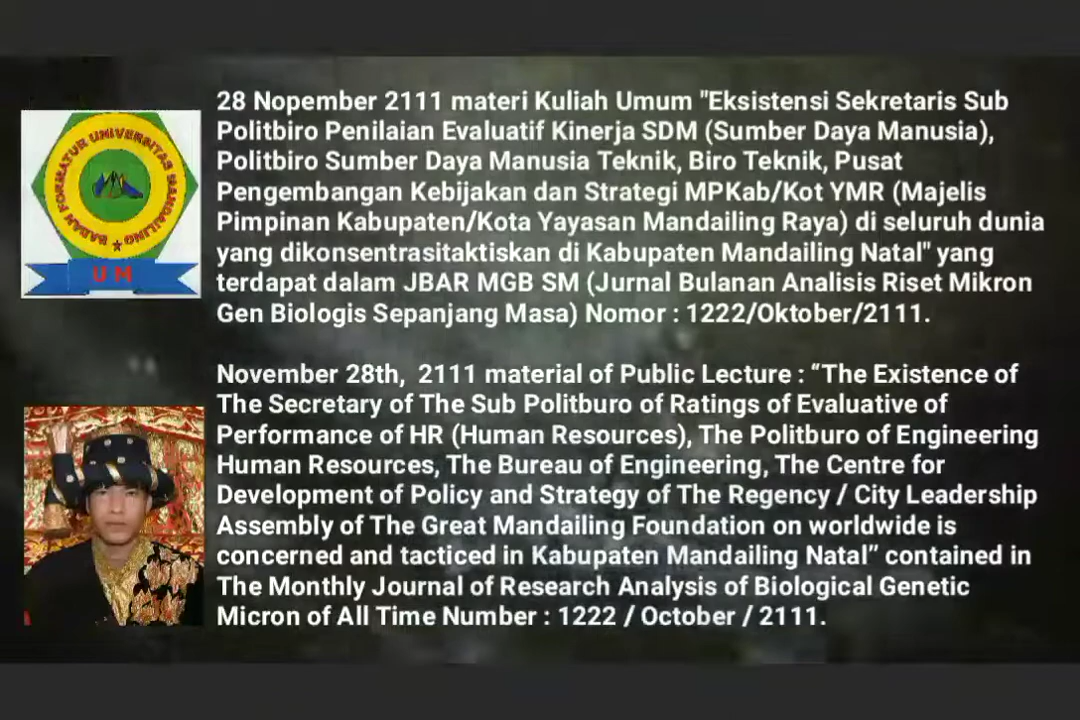 BADAN FORMATUR UNIVERSITAS MANDAILING
UM
28 Nopember 2111 materi Kuliah Umum "Eksistensi Sekretaris Sub
Politbiro Penilaian Evaluatif Kinerja SDM (Sumber Daya Manusia),
Politbiro Sumber Daya Manusia Teknik, Biro Teknik, Pusat
Pengembangan Kebijakan dan Strategi MPKab/Kot YMR (Majelis
Pimpinan Kabupaten/Kota Yayasan Mandailing Raya) di seluruh dunia
yang dikonsentrasitaktiskan di Kabupaten Mandailing Natal" yang
terdapat dalam JBAR MGB SM (Jurnal Bulanan Analisis Riset Mikron
Gen Biologis Sepanjang Masa) Nomor : 1222/Oktober/2111.
November 28th,  2111 material of Public Lecture : “The Existence of
The Secretary of The Sub Politburo of Ratings of Evaluative of
Performance of HR (Human Resources), The Politburo of Engineering
Human Resources, The Bureau of Engineering, The Centre for
Development of Policy and Strategy of The Regency / City Leadership
Assembly of The Great Mandailing Foundation on worldwide is
concerned and tacticed in Kabupaten Mandailing Natal” contained in
The Monthly Journal of Research Analysis of Biological Genetic
Micron of All Time Number : 1222 / October / 2111.